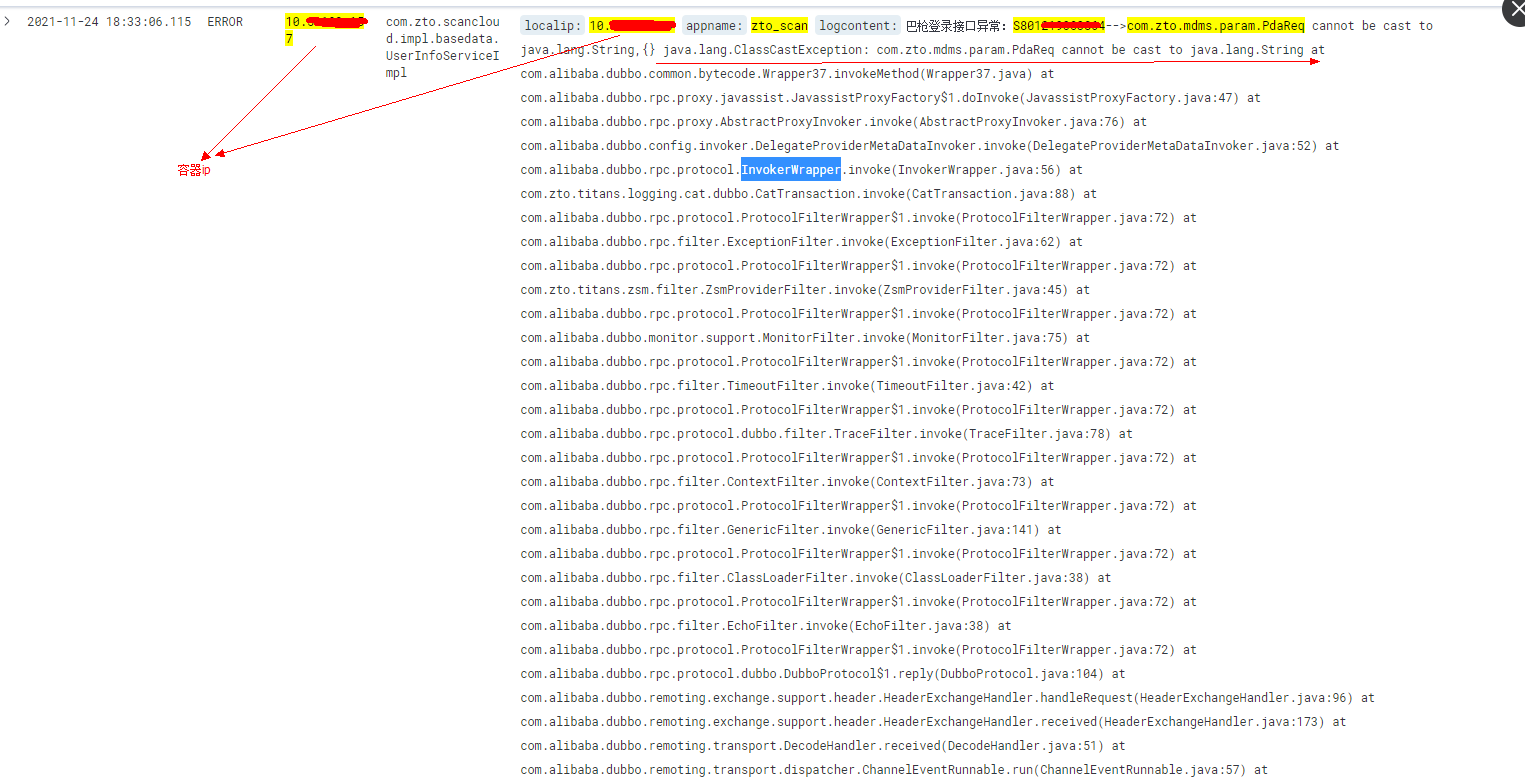 2021-11-24 18:33:06.115 ERROR 10. com.zto.scanclou localip: 10. appname: zto_scan logcontent: 巴枪登录接口异常: -->com.zto.mdms.param.PdaReq cannot be cast to
7 d.impl.basedata. java.lang.String,{} java.lang.ClassCastException: com.zto.mdms.param.PdaReq cannot be cast to java.lang.String at
UserInfoServiceI
mpl com.alibaba.dubbo.common.bytecode.Wrapper37.invokeMethod(Wrapper37.java) at
com.alibaba.dubbo.rpc.proxy.javassist.JavassistProxyFactory$1.doInvoke(JavassistProxyFactory.java:47) at
com.alibaba.dubbo.rpc.proxy.AbstractProxyInvoker.invoke(AbstractProxyInvoker.java:76) at
com.alibaba.dubbo.config.invoker.DelegateProviderMetaDataInvoker.invoke(DelegateProviderMetaDataInvoker.java:52) at
容器ip com.alibaba.dubbo.rpc.protocol.InvokerWrapper.invoke(InvokerWrapper.java:56) at
com.zto.titans.logging.cat.dubbo.CatTransaction.invoke(CatTransaction.java:88) at
com.alibaba.dubbo.rpc.protocol.ProtocolFilterWrapper$1.invoke(ProtocolFilterWrapper.java:72) at
com.alibaba.dubbo.rpc.filter.ExceptionFilter.invoke(ExceptionFilter.java:62) at
com.alibaba.dubbo.rpc.protocol.ProtocolFilterWrapper$1.invoke(ProtocolFilterWrapper.java:72) at
com.zto.titans.zsm.filter.ZsmProviderFilter.invoke(ZsmProviderFilter.java:45) at
com.alibaba.dubbo.rpc.protocol.ProtocolFilterWrapper$1.invoke(ProtocolFilterWrapper.java:72) at
com.alibaba.dubbo.monitor.support.MonitorFilter.invoke(MonitorFilter.java:75) at
com.alibaba.dubbo.rpc.protocol.ProtocolFilterWrapper$1.invoke(ProtocolFilterWrapper.java:72) at
com.alibaba.dubbo.rpc.filter.TimeoutFilter.invoke(TimeoutFilter.java:42) at
com.alibaba.dubbo.rpc.protocol.ProtocolFilterWrapper$1.invoke(ProtocolFilterWrapper.java:72) at
com.alibaba.dubbo.rpc.protocol.dubbo.filter.TraceFilter.invoke(TraceFilter.java:78) at
com.alibaba.dubbo.rpc.protocol.ProtocolFilterWrapper$1.invoke(ProtocolFilterWrapper.java:72) at
com.alibaba.dubbo.rpc.filter.ContextFilter.invoke(ContextFilter.java:73) at
com.alibaba.dubbo.rpc.protocol.ProtocolFilterWrapper$1.invoke(ProtocolFilterWrapper.java:72) at
com.alibaba.dubbo.rpc.filter.GenericFilter.invoke(GenericFilter.java:141) at
com.alibaba.dubbo.rpc.protocol.ProtocolFilterWrapper$1.invoke(ProtocolFilterWrapper.java:72) at
com.alibaba.dubbo.rpc.filter.ClassLoaderFilter.invoke(ClassLoaderFilter.java:38) at
com.alibaba.dubbo.rpc.protocol.ProtocolFilterWrapper$1.invoke(ProtocolFilterWrapper.java:72) at
com.alibaba.dubbo.rpc.filter.EchoFilter.invoke(EchoFilter.java:38) at
com.alibaba.dubbo.rpc.protocol.ProtocolFilterWrapper$1.invoke(ProtocolFilterWrapper.java:72) at
com.alibaba.dubbo.rpc.protocol.dubbo.DubboProtocol$1.reply(DubboProtocol.java:104) at
com.alibaba.dubbo.remoting.exchange.support.header.HeaderExchangeHandler.handleRequest(HeaderExchangeHandler.java:96) at
com.alibaba.dubbo.remoting.exchange.support.header.HeaderExchangeHandler.received(HeaderExchangeHandler.java:173) at
com.alibaba.dubbo.remoting.transport.DecodeHandler.received(DecodeHandler.java:51) at
com.alibaba.dubbo.remoting.transport.dispatcher.ChannelEventRunnable.run(ChannelEventRunnable.java:57) at